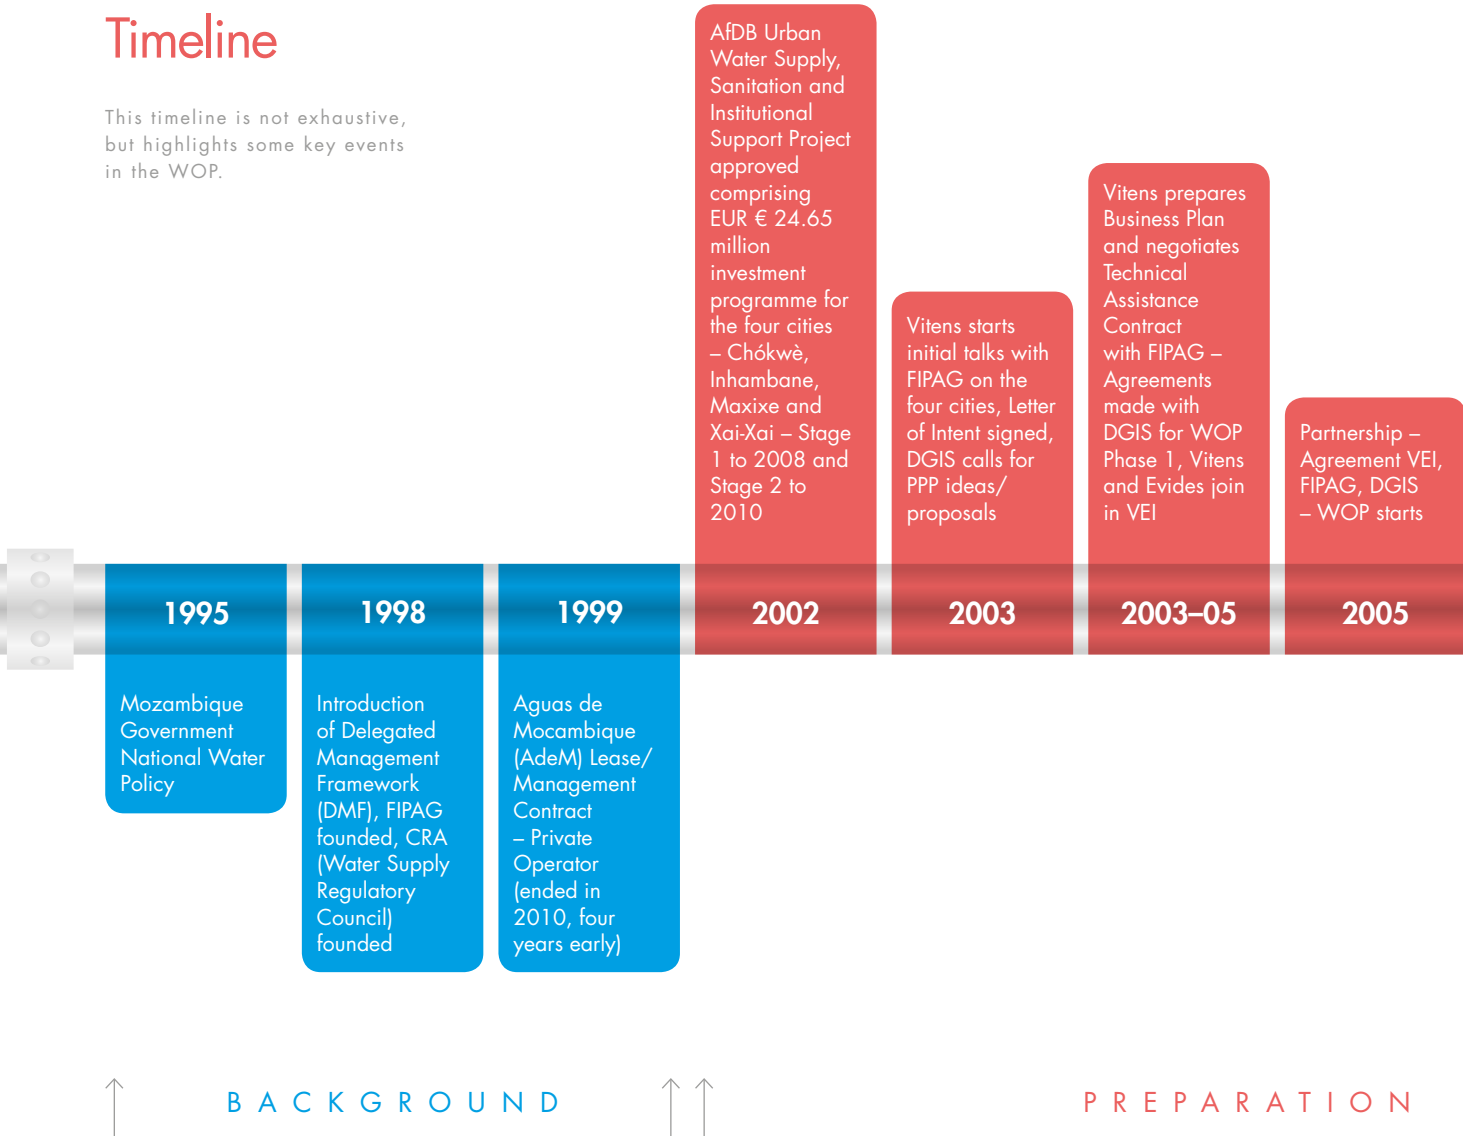 Timeline
This timeline is not exhaustive,
but highlights some key events
in the WOP.
AfDB Urban
Water Supply,
Sanitation and
Institutional
Support Project
approved
comprising
EUR € 24.65
million
investment
programme for
the four cities
– Chókwè,
Inhambane,
Maxixe and
Xai-Xai – Stage
1 to 2008 and
Stage 2 to
2010
Vitens starts
initial talks with
FIPAG on the
four cities, Letter
of Intent signed,
DGIS calls for
PPP ideas/
proposals
Vitens prepares
Business Plan
and negotiates
Technical
Assistance
Contract
with FIPAG –
Agreements
made with
DGIS for WOP
Phase 1, Vitens
and Evides join
in VEI
Partnership –
Agreement VEI,
FIPAG, DGIS
– WOP starts
1995
1998
1999
2002
2003
2003–05
2005
Mozambique
Government
National Water
Policy
Introduction
of Delegated
Management
Framework
(DMF), FIPAG
founded, CRA
(Water Supply
Regulatory
Council)
founded
Aguas de
Mocambique
(AdeM) Lease/
Management
Contract
– Private
Operator
(ended in
2010, four
years early)
BACKGROUND
PREPARATION